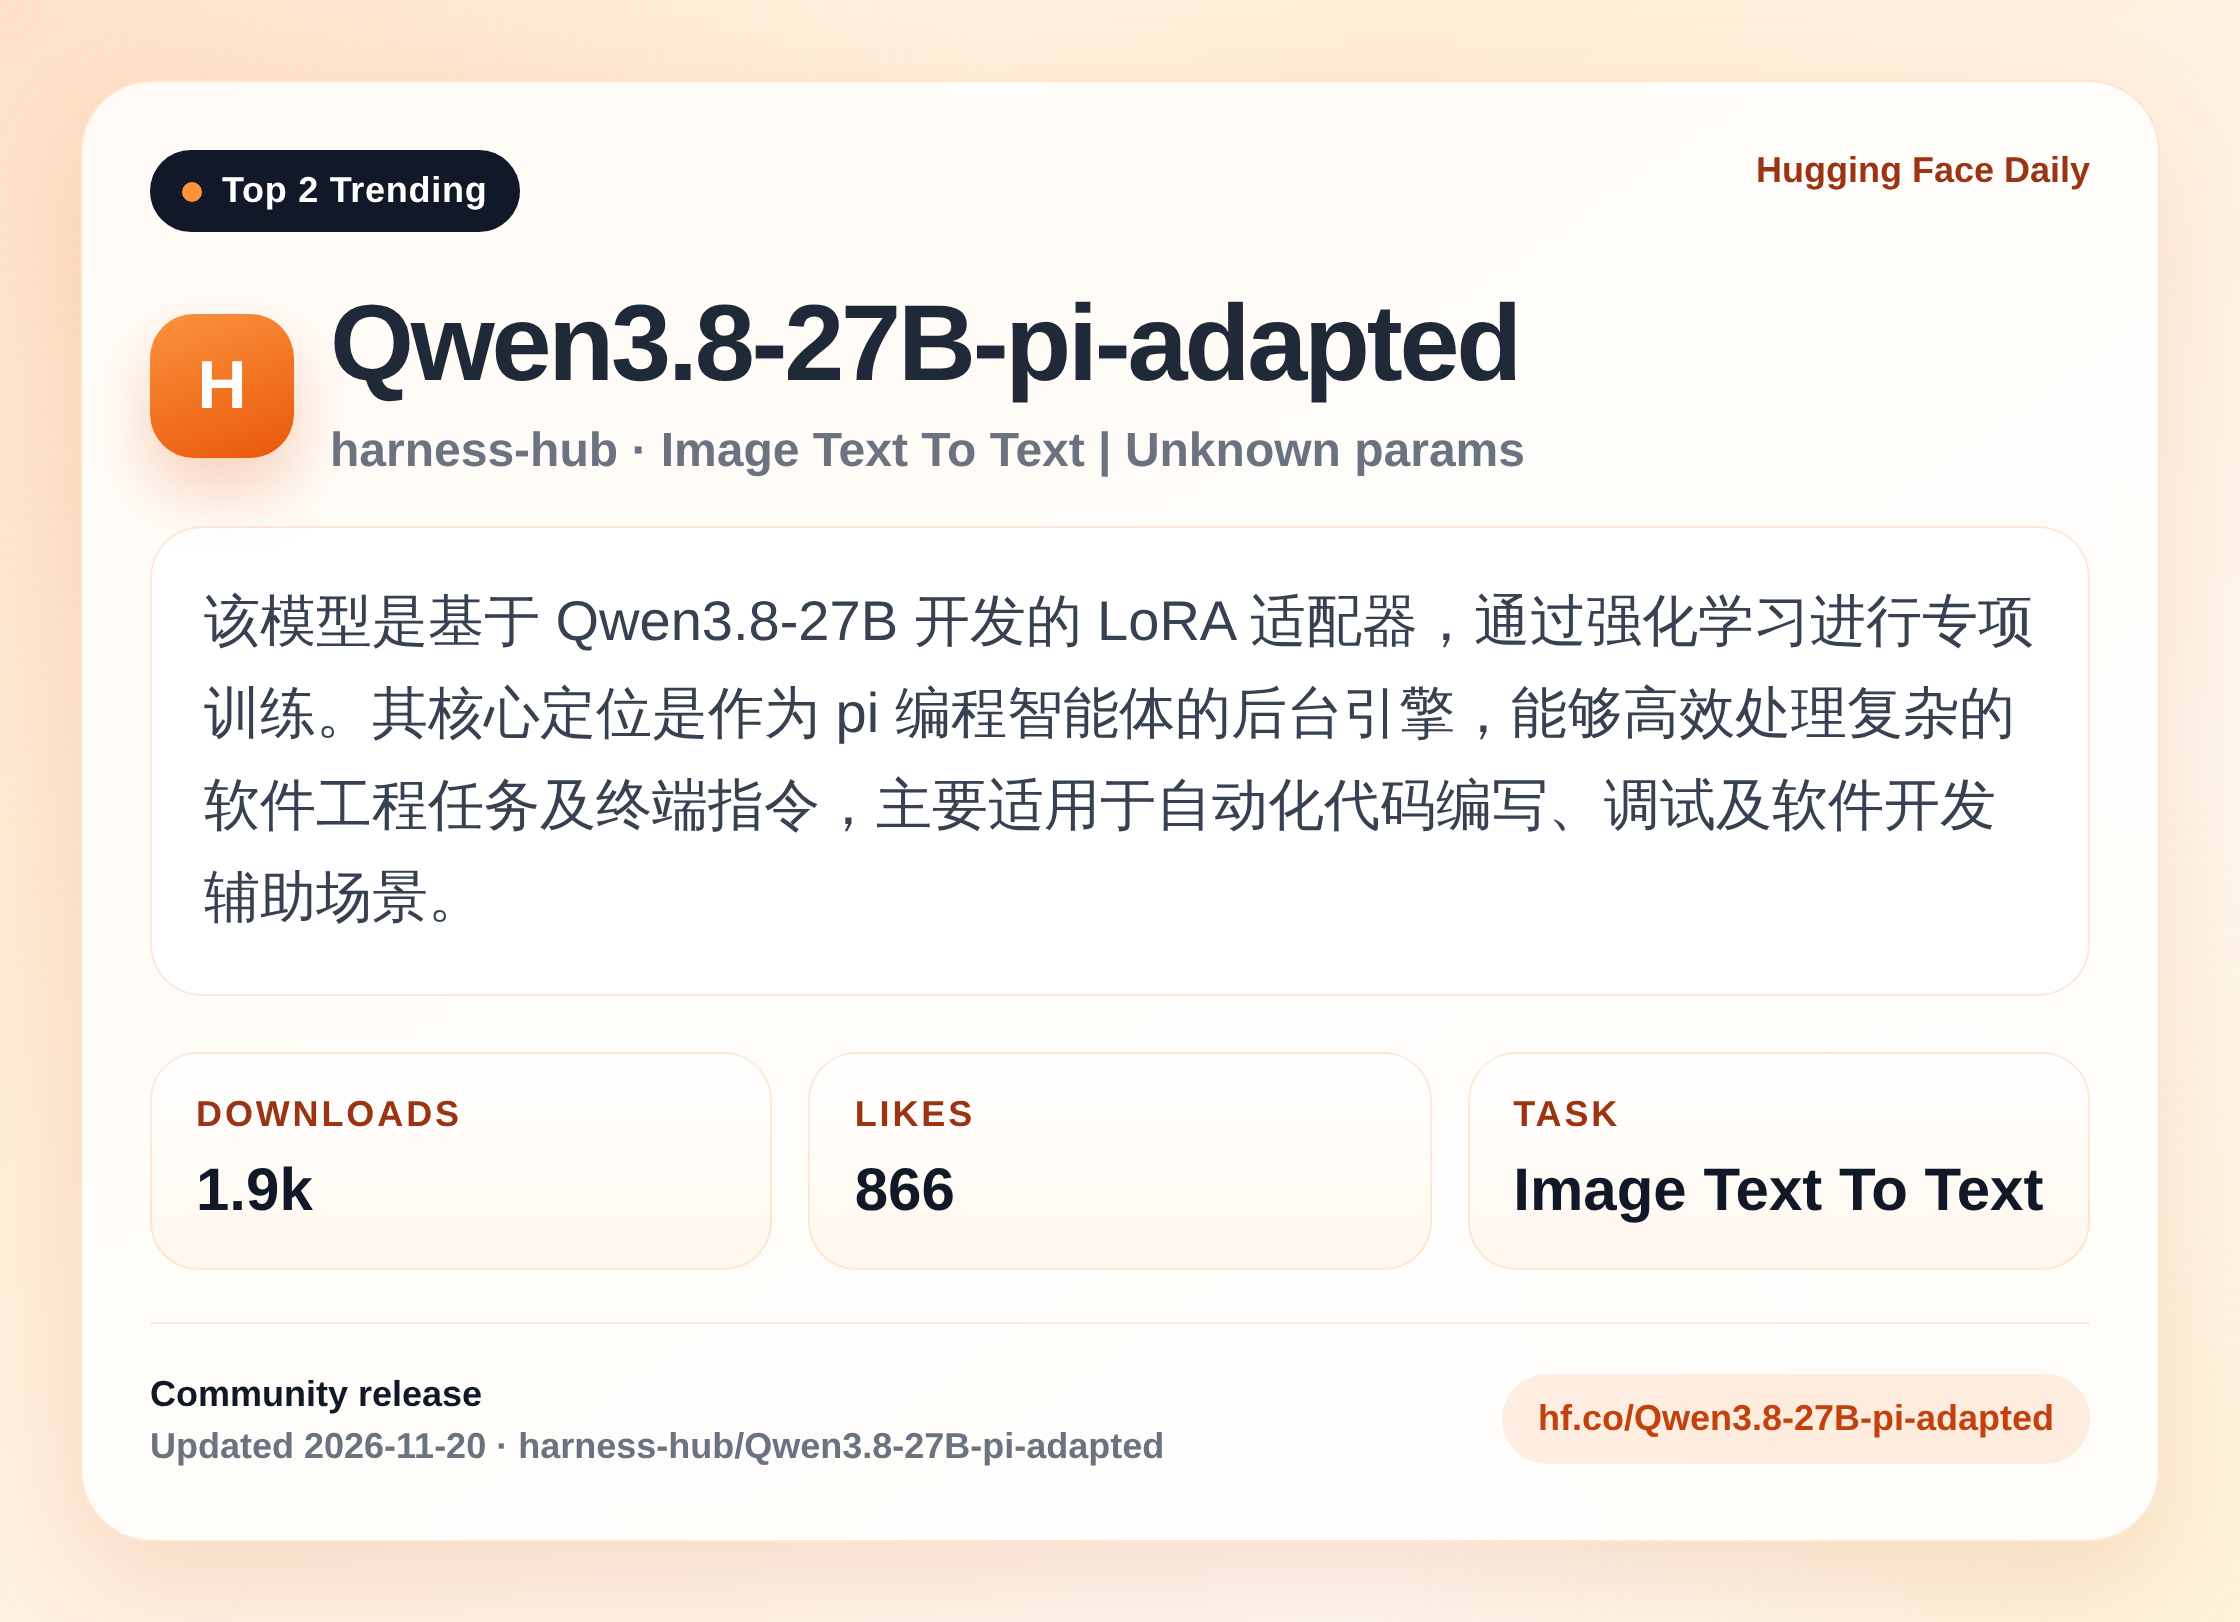 Top 2 Trending
Hugging Face Daily
H
Qwen3.8-27B-pi-adapted
harness-hub · Image Text To Text | Unknown params
该模型是基于 Qwen3.8-27B 开发的 LoRA 适配器，通过强化学习进行专项
训练。其核心定位是作为 pi 编程智能体的后台引擎，能够高效处理复杂的
软件工程任务及终端指令，主要适用于自动化代码编写、调试及软件开发
辅助场景。
DOWNLOADS
1.9k
LIKES
866
TASK
Image Text To Text
Community release
Updated 2026-11-20 · harness-hub/Qwen3.8-27B-pi-adapted
hf.co/Qwen3.8-27B-pi-adapted